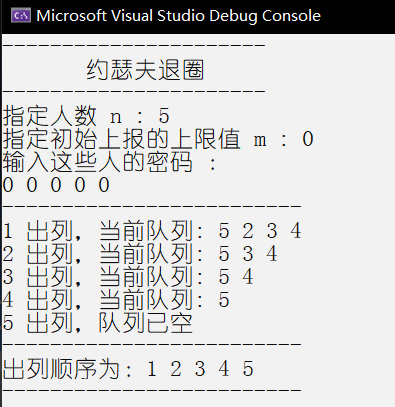 Microsoft Visual Studio Debug Console
----------------------
约瑟夫退圈
----------------------
指定人数 n : 5
指定初始上报的上限值 m : 0
输入这些人的密码 :
0 0 0 0 0
-------------------------
1 出列，当前队列: 5 2 3 4
2 出列，当前队列: 5 3 4
3 出列，当前队列: 5 4
4 出列，当前队列: 5
5 出列，队列已空
-------------------------
出列顺序为: 1 2 3 4 5
-------------------------